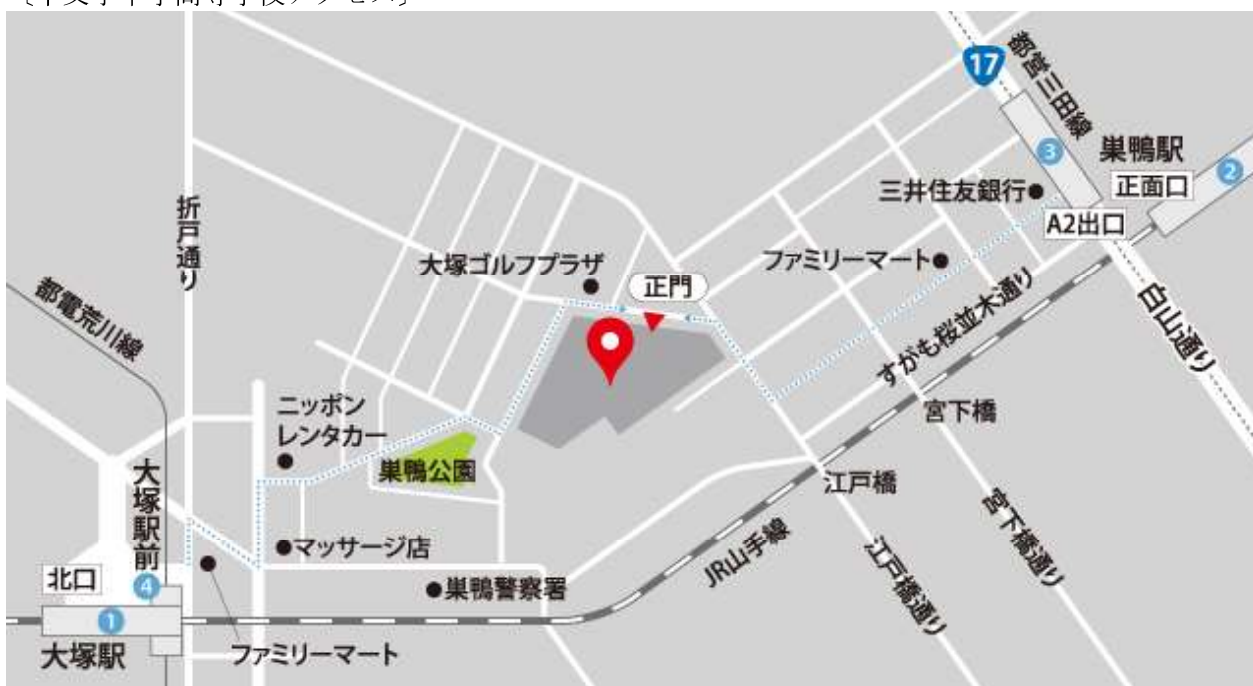 17
都営三田線
巣鴨駅
③
②
正面口
三井住友銀行
A2出口
折戸通り
大塚ゴルフプラザ
正門
ファミリーマート
都電荒川線
すがも桜並木通り
白山通り
ニッポン
レンタカー
宮下橋
巣鴨公園
江戸橋
大塚駅前
マッサージ店
JR山手線
宮下橋通り
江戸橋通り
北口
④
巣鴨警察署
①
大塚駅
ファミリーマート